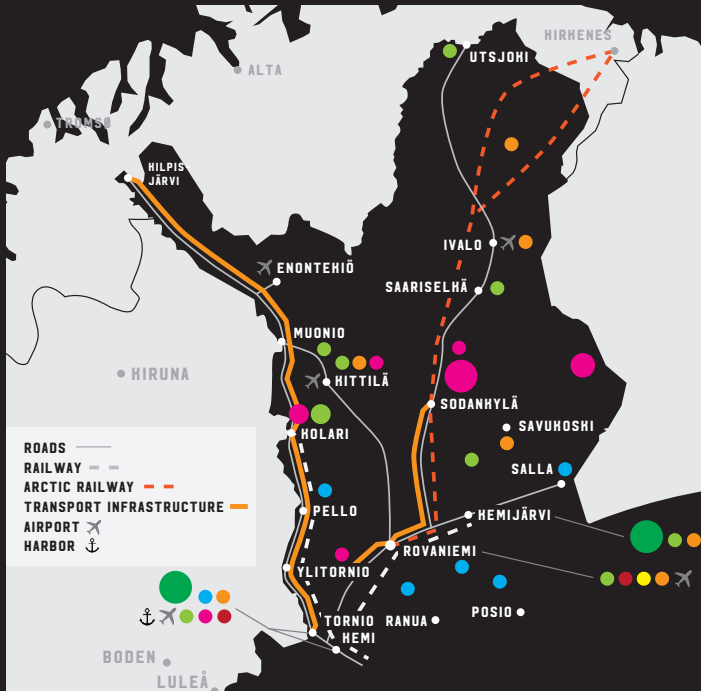 KIRKENES
UTSJOHI
ALTA
TROMSØ
HILPIS-
JÄRVI
IVALO
ENONTEHIÖ
SAARISELHÄ
MUONIO
HIRUNA
HITTILÄ
SODANHYLÄ
SAVUHOSHI
HOLARI
ROADS
RAILWAY
ARCTIC RAILWAY
TRANSPORT INFRASTRUCTURE
AIRPORT
HARBOR
SALLA
PELLO
HEMIJÄRVI
ROVANIEMI
YLITORNIO
TORNIO RANUA
POSIO
HEMI
BODEN
LULEÅ